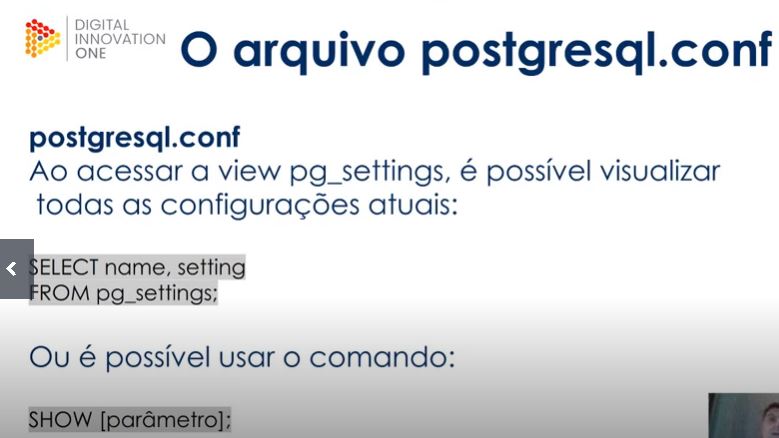 DIGITAL
INNOVATION
ONE
O arquivo postgresql.conf
postgresql.conf
Ao acessar a view pg_settings, é possível visualizar
todas as configurações atuais:
SELECT name, setting
FROM pg_settings;
Ou é possível usar o comando:
SHOW [parâmetro];